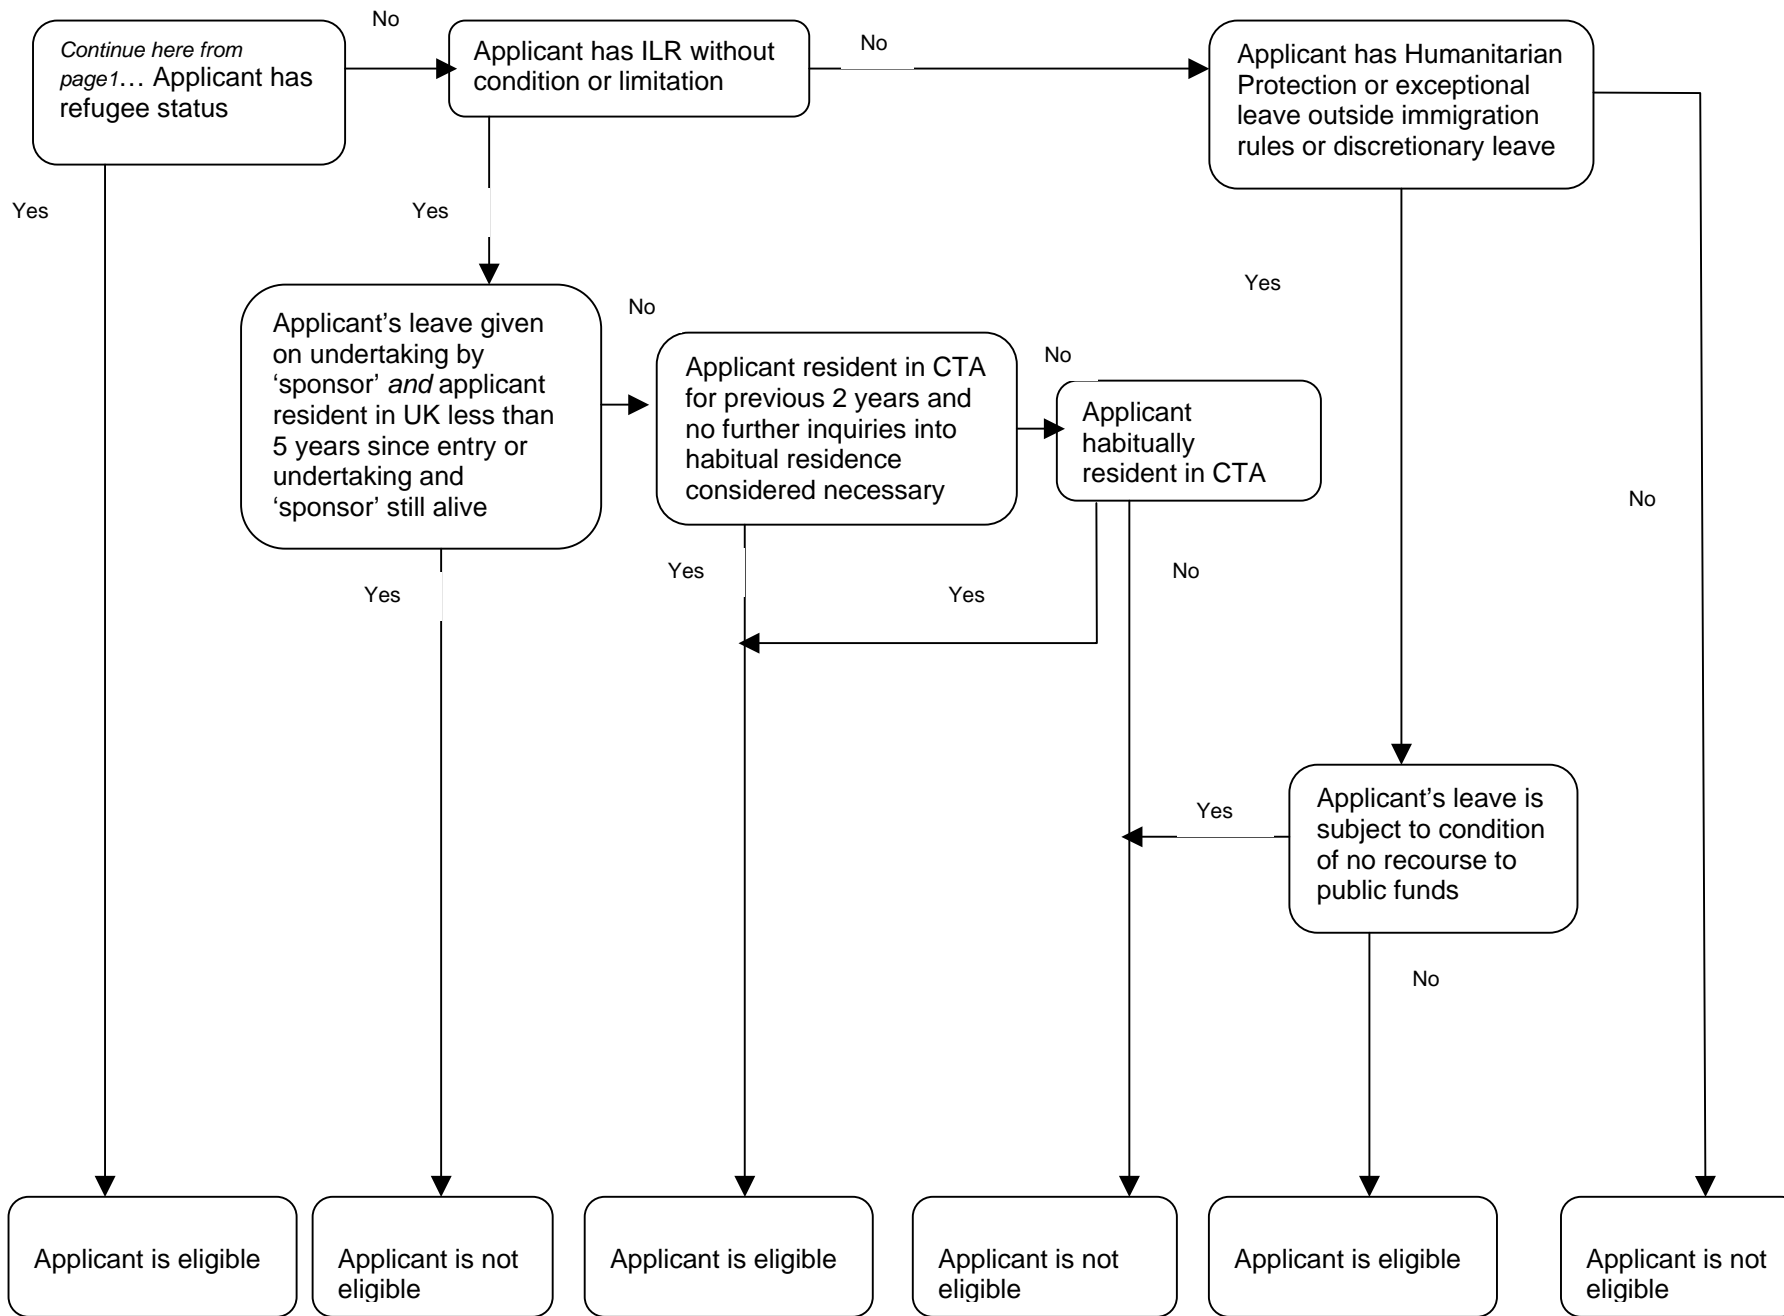 No
Continue here from
page1… Applicant has
refugee status
Applicant has ILR without
condition or limitation
No
Applicant has Humanitarian
Protection or exceptional
leave outside immigration
rules or discretionary leave
Yes
Yes
Yes
No
Applicant’s leave given
on undertaking by
‘sponsor’ and applicant
resident in UK less than
5 years since entry or
undertaking and
‘sponsor’ still alive
No
Applicant resident in CTA
for previous 2 years and
no further inquiries into
habitual residence
considered necessary
No
Applicant
habitually
resident in CTA
Yes
Yes
Yes
No
Yes
Applicant’s leave is
subject to condition
of no recourse to
public funds
No
Applicant is eligible
Applicant is not
eligible
Applicant is eligible
Applicant is not
eligible
Applicant is eligible
Applicant is not
eligible